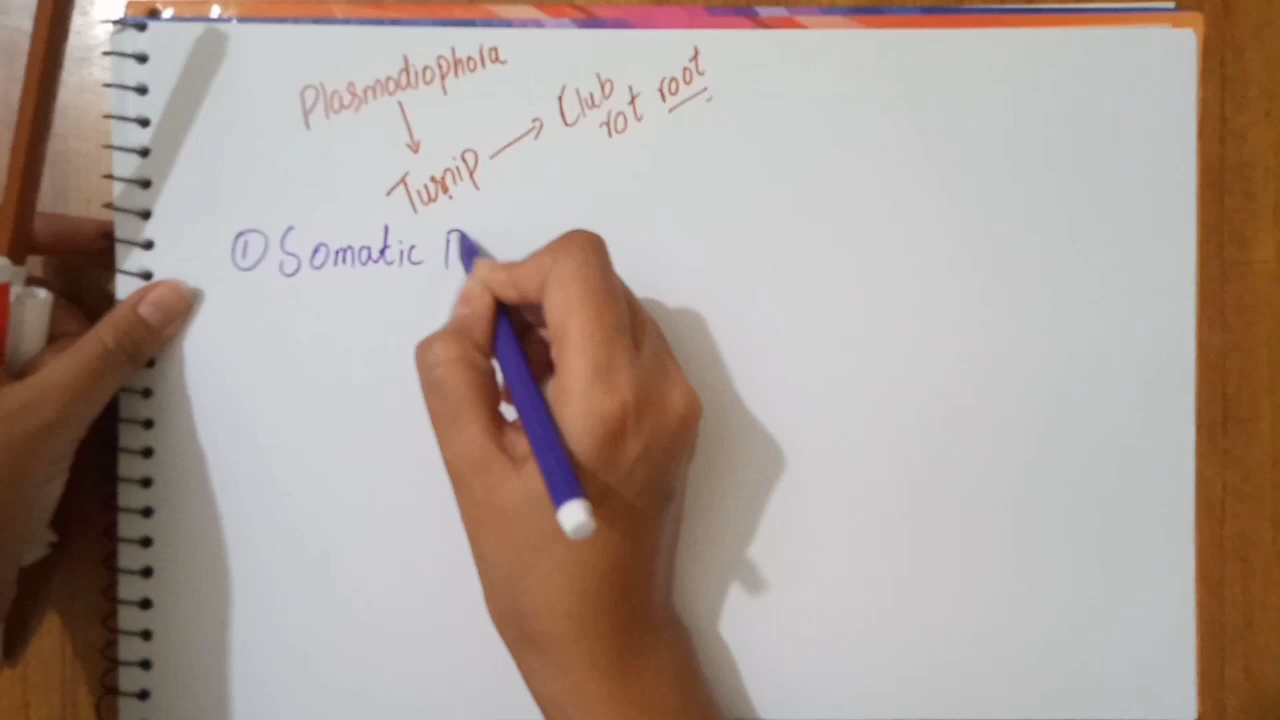 Plasmodiophora
Club root
rot
Turnip
① Somatic